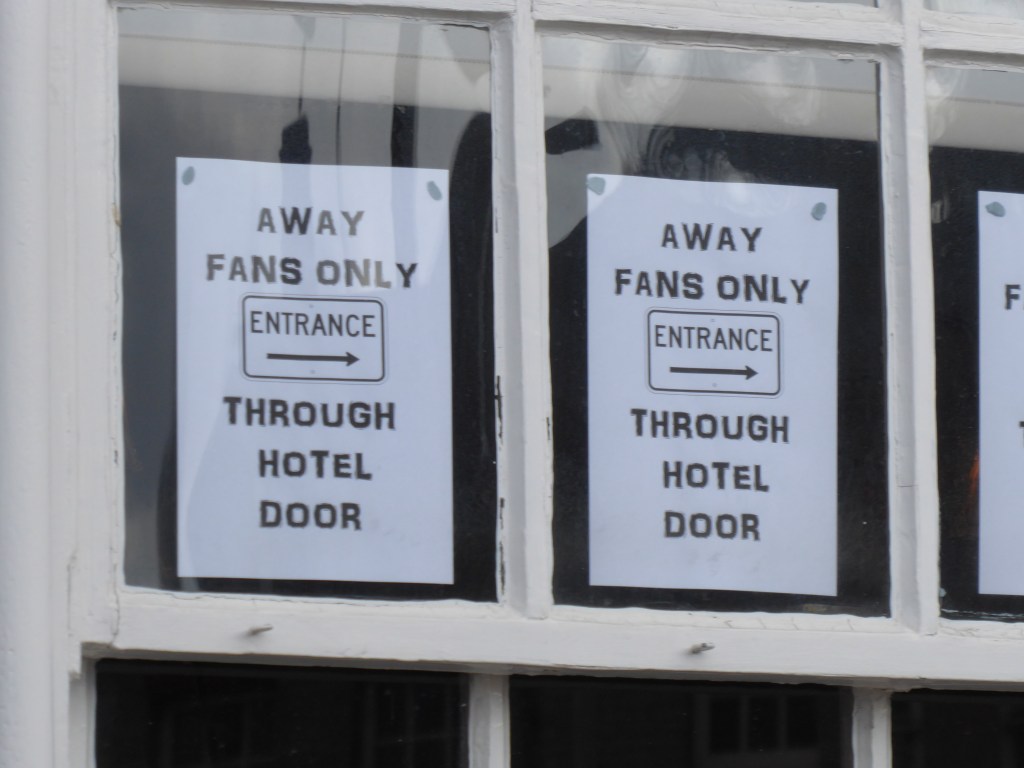 AWAY
FANS ONLY
ENTRANCE
THROUGH
HOTEL
DOOR
AWAY
FANS ONLY
ENTRANCE
THROUGH
HOTEL
DOOR
F